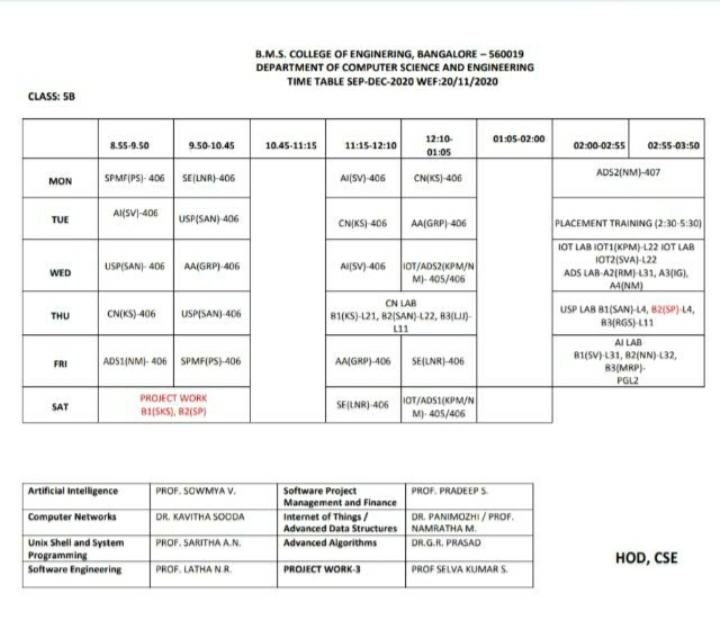 B.M.S. COLLEGE OF ENGINERING, BANGALORE – 560019
DEPARTMENT OF COMPUTER SCIENCE AND ENGINEERING
TIME TABLE SEP-DEC-2020 WEF:20/11/2020
CLASS: 5B
8.55-9.50 9.50-10.45 10.45-11:15 11:15-12:10 12:10-01:05 01:05-02:00 02:00-02:55 02:55-03:50
MON SPMF(PS)- 406 SE(LNR)-406 AI(SV)-406 CN(KS)-406 ADS2(NM)-407
TUE AI(SV)-406 USP(SAN)-406 CN(KS)-406 AA(GRP)-406 PLACEMENT TRAINING (2:30-5:30)
WED USP(SAN)- 406 AA(GRP)-406 AI(SV)-406 IOT/ADS2(KPM/NM)- 405/406 IOT LAB IOT1(KPM)-L22 IOT LAB
IOT2(SVA)-L22
ADS LAB-A2(RM)-L31, A3(IG),
A4(NM)
THU CN(KS)-406 USP(SAN)-406 CN LAB
B1(KS)-L21, B2(SAN)-L22, B3(LJJ)-
L11
USP LAB B1(SAN)-L4, B2(SP)-L4,
B3(RGS)-L11
FRI ADS1(NM)- 406 SPMF(PS)-406 AA(GRP)-406 SE(LNR)-406 AI LAB
B1(SV)-L31, B2(NN)-L32,
B3(MRP)-
PGL2
SAT PROJECT WORK
B1(SKS), B2(SP)
SE(LNR)-406 IOT/ADS1(KPM/NM)- 405/406
Artificial Intelligence PROF. SOWMYA V. Software Project
Management and Finance PROF. PRADEEP S.
Computer Networks DR. KAVITHA SOODA Internet of Things /
Advanced Data Structures DR. PANIMOZHI / PROF.
NAMRATHA M.
Unix Shell and System
Programming PROF. SARITHA A.N. Advanced Algorithms DR.G.R. PRASAD
Software Engineering PROF. LATHA N.R. PROJECT WORK-3 PROF SELVA KUMAR S.
HOD, CSE